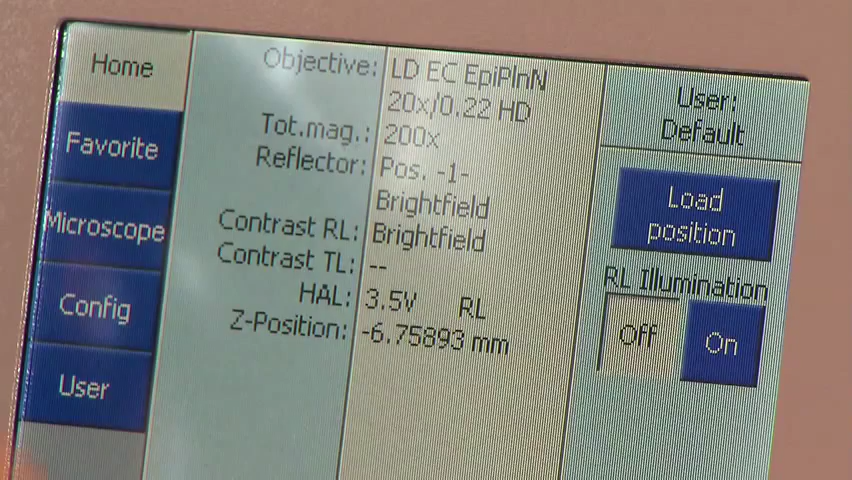 Home
Favorite
Microscope
Config
User
Objective: LD EC EpiPlnN
20x/0.22 HD
Tot.mag.: 200x
Reflector: Pos. -1-
Brightfield
Contrast RL: Brightfield
Contrast TL: --
HAL: 3.5V RL
Z-Position: -6.75893 mm
User:
Default
Load
position
RL Illumination
Off On